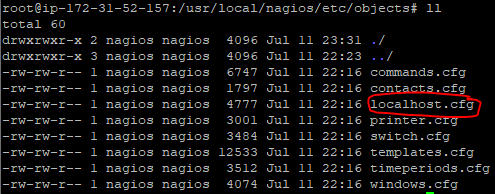 root@ip-172-31-52-157:/usr/local/nagios/etc/objects# ll
total 60
drwxrwxr-x 2 nagios nagios  4096 Jul 11 23:31 ./
drwxrwxr-x 3 nagios nagios  4096 Jul 11 22:23 ../
-rw-rw-r-- 1 nagios nagios  6747 Jul 11 22:16 commands.cfg
-rw-rw-r-- 1 nagios nagios  1797 Jul 11 22:16 contacts.cfg
-rw-rw-r-- 1 nagios nagios  4777 Jul 11 22:16 localhost.cfg
-rw-rw-r-- 1 nagios nagios  3001 Jul 11 22:16 printer.cfg
-rw-rw-r-- 1 nagios nagios  3484 Jul 11 22:16 switch.cfg
-rw-rw-r-- 1 nagios nagios 12533 Jul 11 22:16 templates.cfg
-rw-rw-r-- 1 nagios nagios  3512 Jul 11 22:16 timeperiods.cfg
-rw-rw-r-- 1 nagios nagios  4074 Jul 11 22:16 windows.cfg